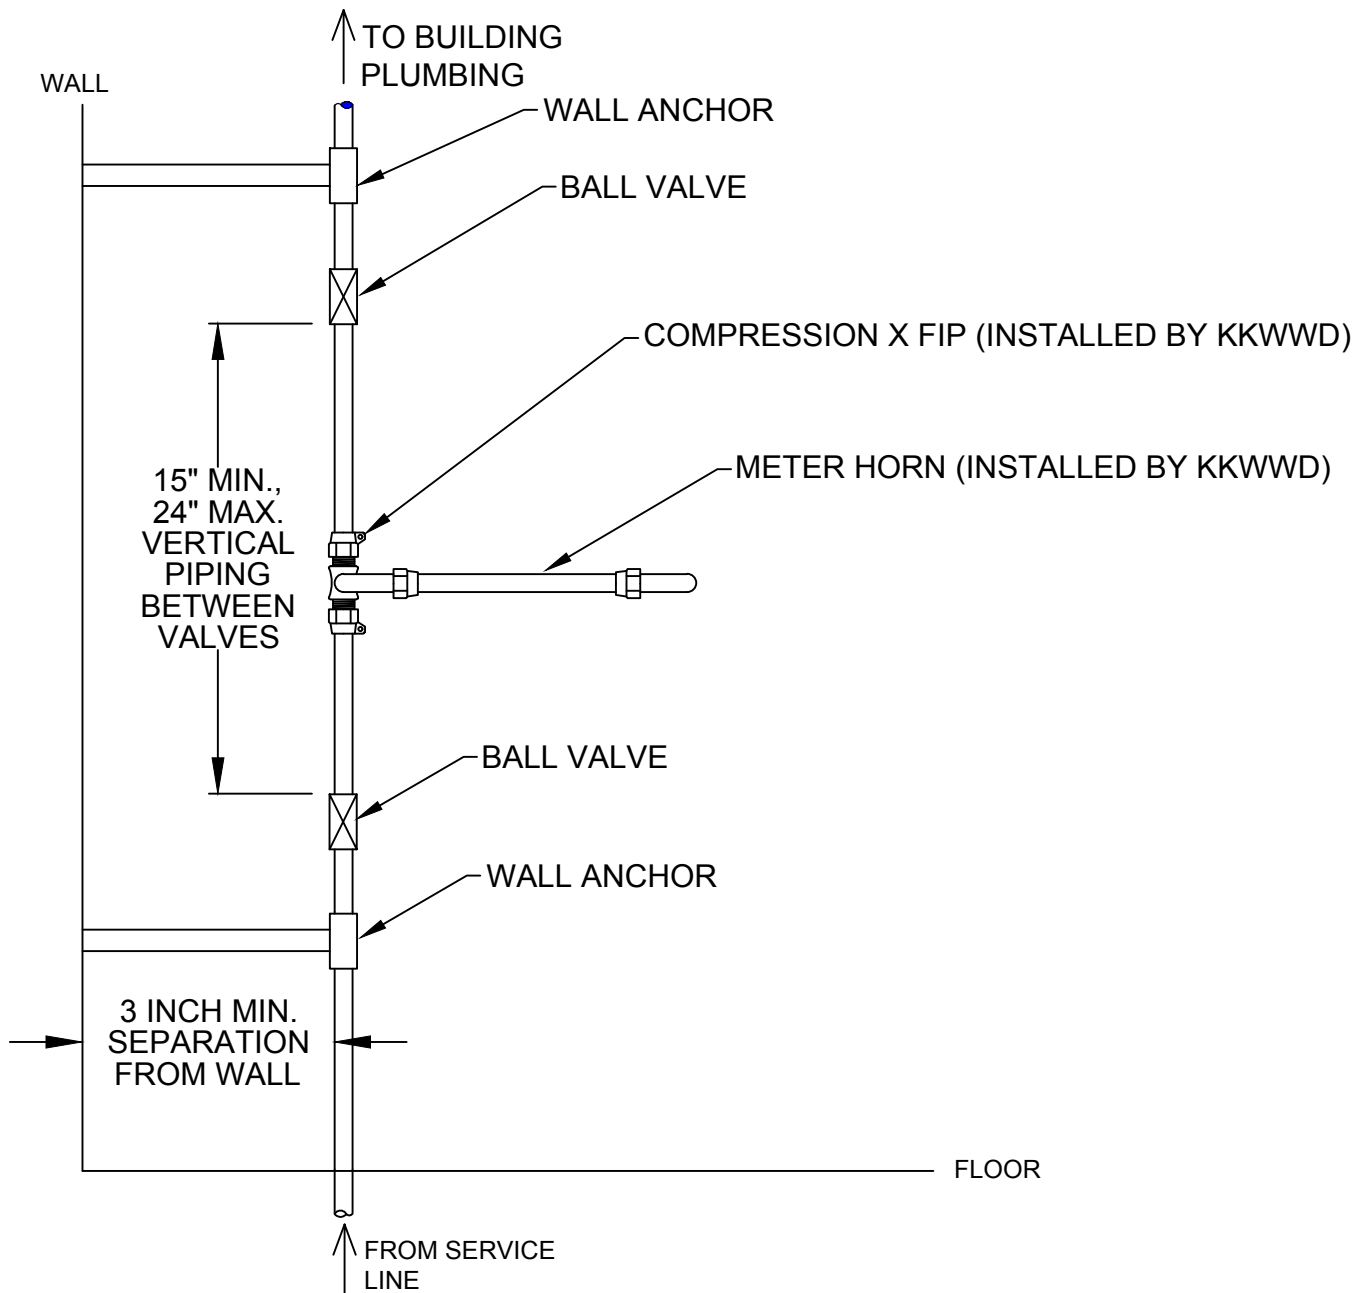 TO BUILDING
PLUMBING
WALL
WALL ANCHOR
BALL VALVE
COMPRESSION X FIP (INSTALLED BY KKWWD)
METER HORN (INSTALLED BY KKWWD)
15" MIN.,
24" MAX.
VERTICAL
PIPING
BETWEEN
VALVES
BALL VALVE
WALL ANCHOR
3 INCH MIN.
SEPARATION
FROM WALL
FLOOR
FROM SERVICE
LINE